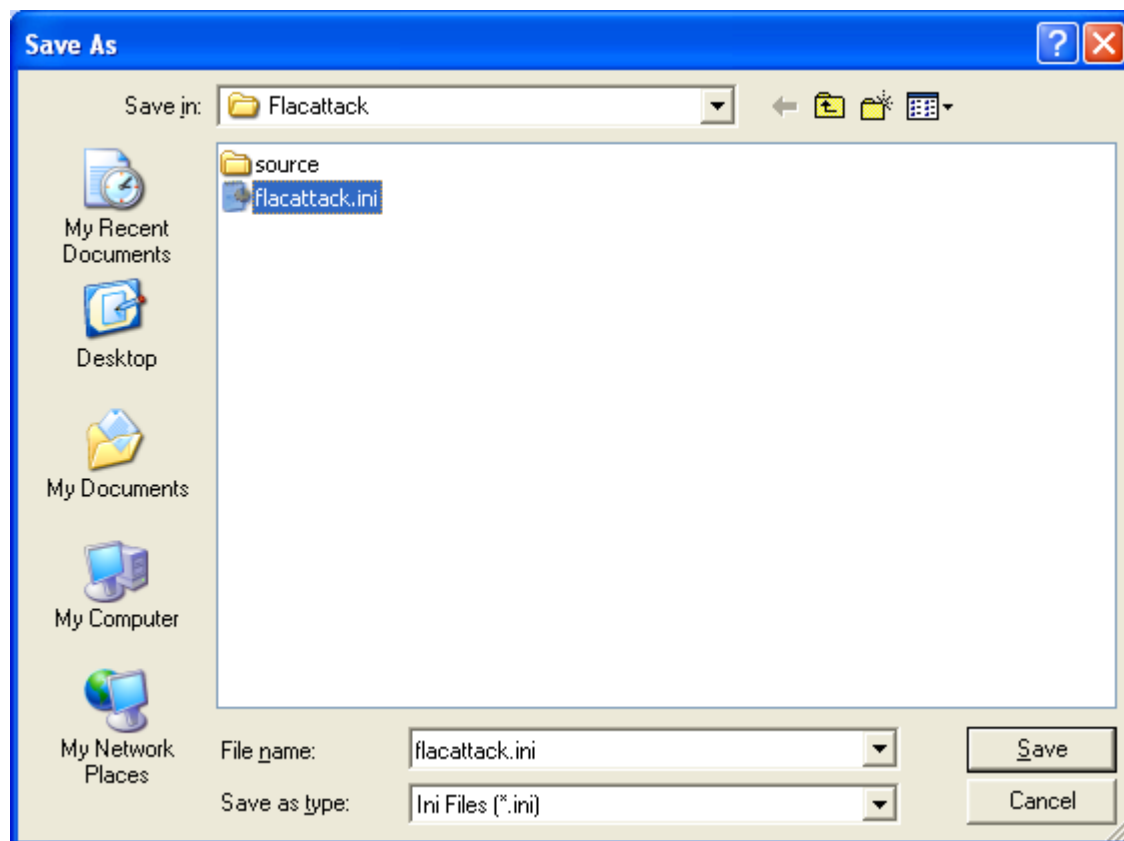 Save As
Save in: Flacattack
source
flacattack.ini
My Recent
Documents
Desktop
My Documents
My Computer
My Network
Places
File name: flacattack.ini Save
Save as type: Ini Files (*.ini) Cancel